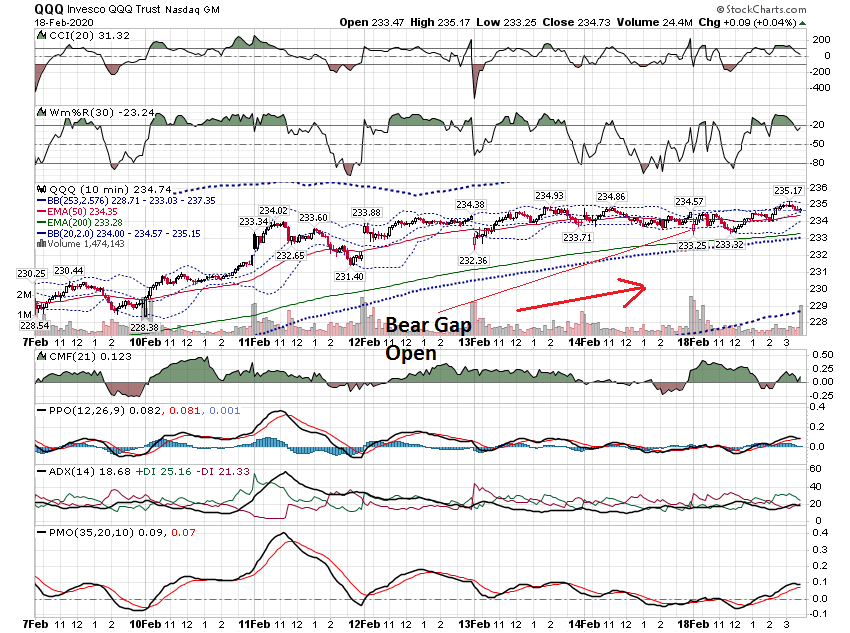 QQQ Invesco QQQ Trust Nasdaq GM © StockCharts.com
18-Feb-2020 Open 233.47 High 235.17 Low 233.25 Close 234.73 Volume 24.4M Chg +0.09 (+0.04%)
CCI(20) 31.32
200
0
-200
-400
Wm%R(30) -23.24
-20
-50
-80
QQQ (10 min) 234.74
BB(253,2.576) 228.71 - 233.03 - 237.35
EMA(50) 234.35
EMA(200) 233.28
BB(20,2.0) 234.00 - 234.57 - 235.15
Volume 1,474,143
236
235
234
233
232
231
230
229
228
2M
1M
230.25
230.44
228.54
228.38
233.34
234.02
232.65
233.60
231.40
233.88
234.38
232.36
234.93
233.71
234.86
234.57
233.25
233.32
235.17
Bear Gap
Open
7Feb 11 12 1 2 3 10Feb 11 12 1 2 3 11Feb 11 12 1 2 3 12Feb 11 12 1 2 3 13Feb 11 12 1 2 3 14Feb 11 12 1 2 3 18Feb 11 12 1 2 3
CMF(21) 0.123
0.50
0.25
0.00
-0.25
PPO(12,26,9) 0.082, 0.081, 0.001
0.4
0.2
0.0
ADX(14) 18.68 +DI 25.16 -DI 21.33
60
40
20
0
PMO(35,20,10) 0.09, 0.07
0.4
0.3
0.2
0.1
0.0
-0.1
7Feb 11 12 1 2 3 10Feb 11 12 1 2 3 11Feb 11 12 1 2 3 12Feb 11 12 1 2 3 13Feb 11 12 1 2 3 14Feb 11 12 1 2 3 18Feb 11 12 1 2 3